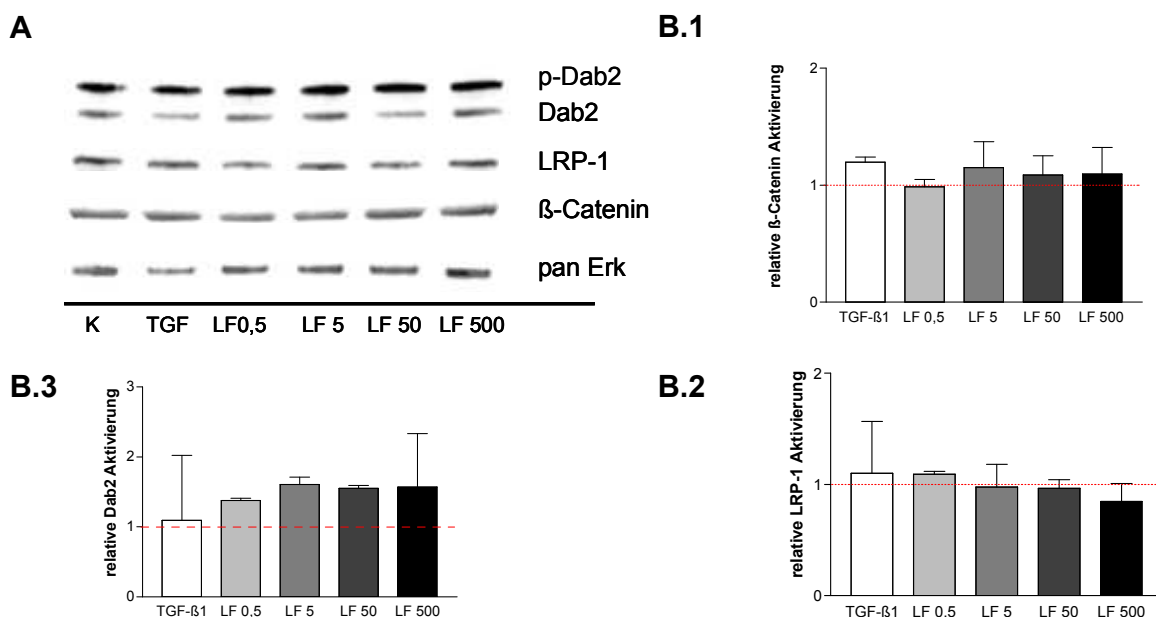 A
p-Dab2
Dab2
LRP-1
ß-Catenin
pan Erk
K TGF LF0,5 LF 5 LF 50 LF 500
B.1
relative ß-Catenin Aktivierung
2
1
0
TGF-ß1 LF 0,5 LF 5 LF 50 LF 500
B.3
relative Dab2 Aktivierung
3
2
1
0
TGF-ß1 LF 0,5 LF 5 LF 50 LF 500
B.2
relative LRP-1 Aktivierung
2
1
0
TGF-ß1 LF 0,5 LF 5 LF 50 LF 500